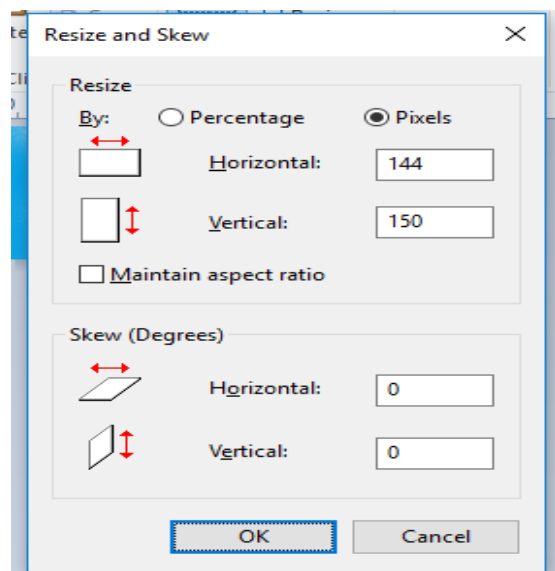 Resize and Skew
Resize
By: Percentage Pixels
Horizontal: 144
Vertical: 150
Maintain aspect ratio
Skew (Degrees)
Horizontal: 0
Vertical: 0
OK Cancel